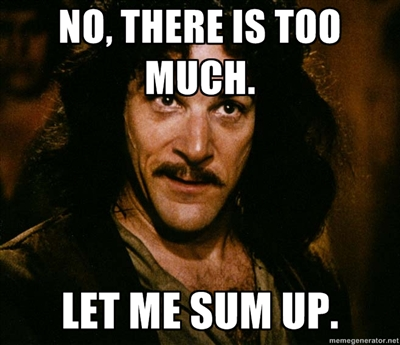 NO, THERE IS TOO
MUCH.
LET ME SUM UP.
memegenerator.net